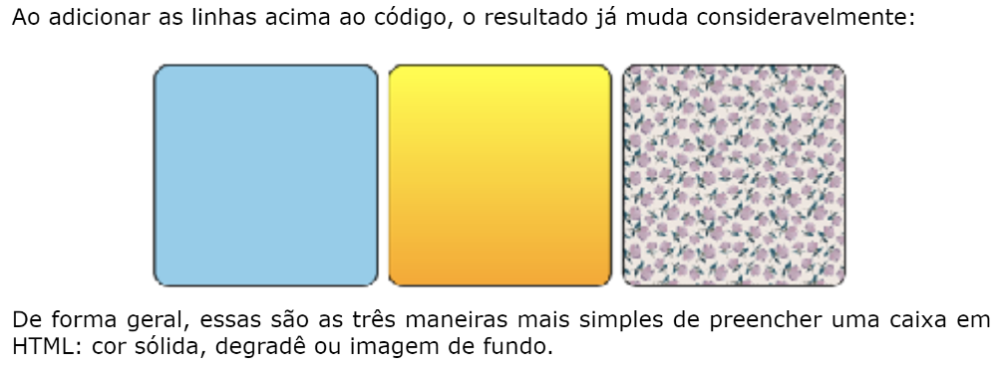 Ao adicionar as linhas acima ao código, o resultado já muda consideravelmente:
De forma geral, essas são as três maneiras mais simples de preencher uma caixa em
HTML: cor sólida, degradê ou imagem de fundo.